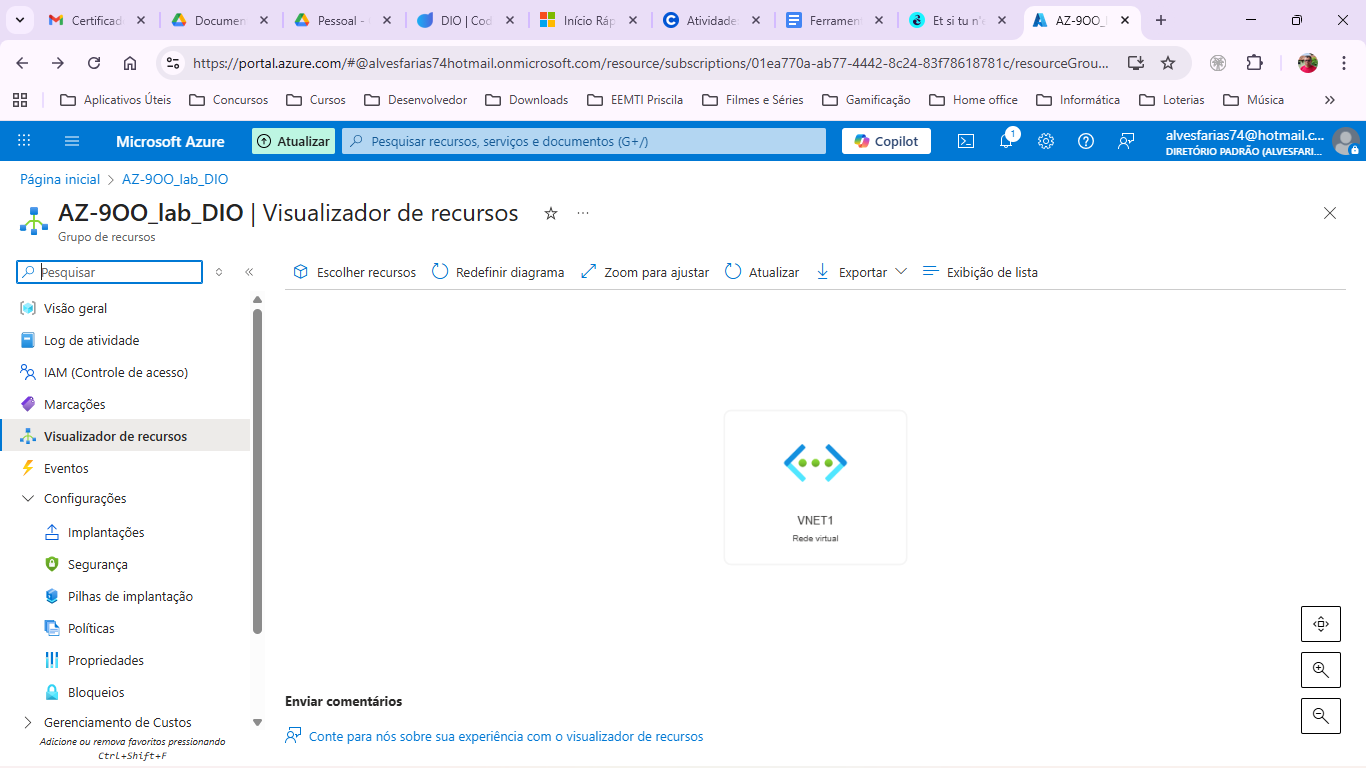 Certificad
Documen
Pessoal -
DIO | Cod
Início Ráp
Atividade
Ferramen
Et si tu n'e
AZ-9OO_l
https://portal.azure.com/#@alvesfarias74hotmail.onmicrosoft.com/resource/subscriptions/01ea770a-ab77-4442-8c24-83f78618781c/resourceGrou...
Aplicativos Úteis
Concursos
Cursos
Desenvolvedor
Downloads
EEMTI Priscila
Filmes e Séries
Gamificação
Home office
Informática
Loterias
Música
Microsoft Azure
Atualizar
Pesquisar recursos, serviços e documentos (G+/)
Copilot
1
alvesfarias74@hotmail.c...
DIRETÓRIO PADRÃO (ALVESFARI...
Página inicial > AZ-9OO_lab_DIO
AZ-9OO_lab_DIO | Visualizador de recursos
Grupo de recursos
Pesquisar
Escolher recursos
Redefinir diagrama
Zoom para ajustar
Atualizar
Exportar
Exibição de lista
Visão geral
Log de atividade
IAM (Controle de acesso)
Marcações
Visualizador de recursos
Eventos
Configurações
Implantações
Segurança
Pilhas de implantação
Políticas
Propriedades
Bloqueios
Gerenciamento de Custos
Adicione ou remova favoritos pressionando
Ctrl+Shift+F
VNET1
Rede virtual
Enviar comentários
Conte para nós sobre sua experiência com o visualizador de recursos